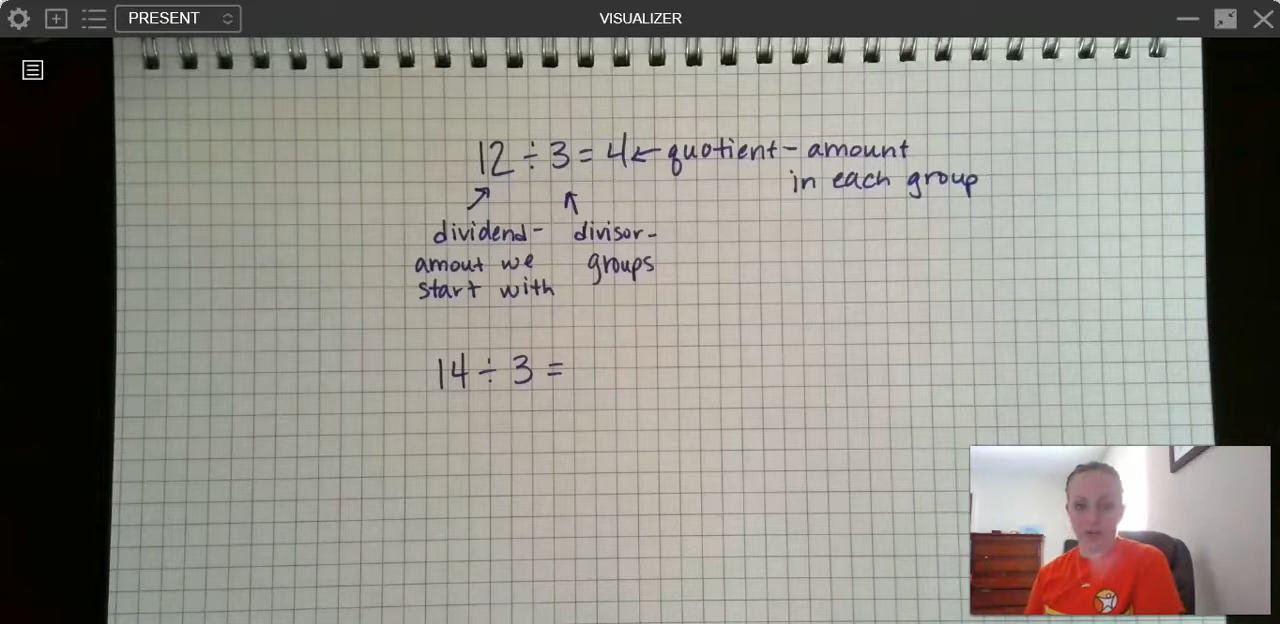 PRESENT
VISUALIZER
12 ÷ 3 = 4 ← quotient - amount
in each group
dividend - divisor -
amout we groups
start with
14 ÷ 3 =